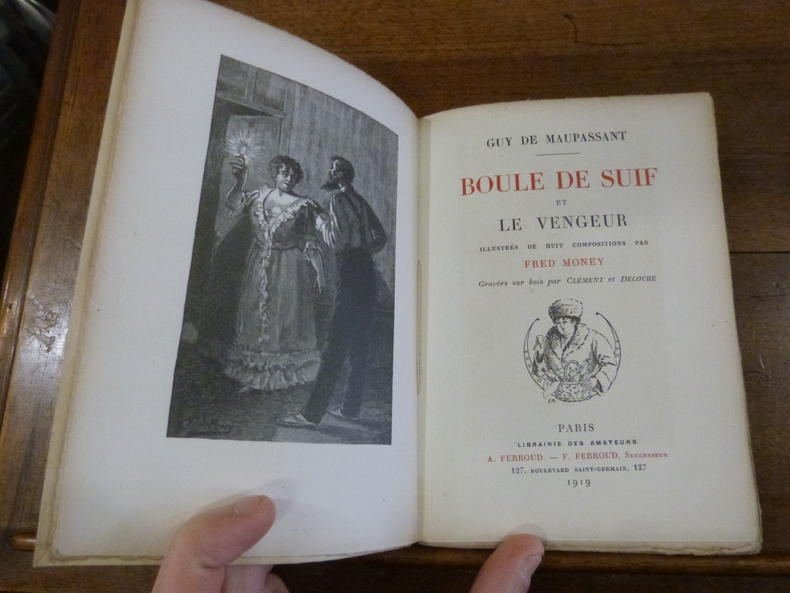 GUY DE MAUPASSANT
BOULE DE SUIF
ET
LE VENGEUR
ILLUSTRÉS DE HUIT COMPOSITIONS PAR
FRED MONEY
Gravées sur bois par CLÉMENT et DELOCHE
PARIS
LIBRAIRIE DES AMATEURS
A. FERROUD. — F. FERROUD, SUCCESSEUR
127, BOULEVARD SAINT-GERMAIN, 127
1919